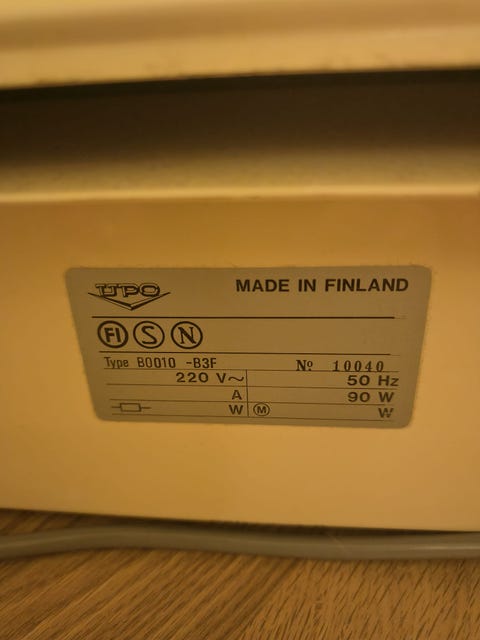 UPO MADE IN FINLAND
FI S N
Type B0010 -B3F Nº 10040
220 V~ 50 Hz
A 90 W
W M W